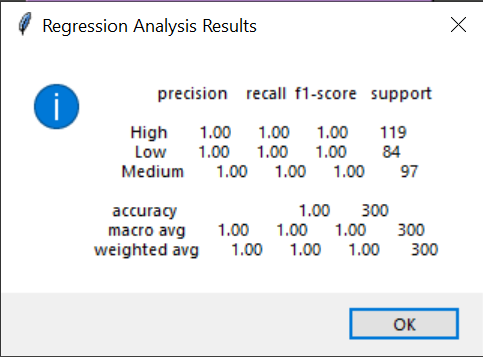 Regression Analysis Results
precision recall f1-score support
High 1.00 1.00 1.00 119
Low 1.00 1.00 1.00 84
Medium 1.00 1.00 1.00 97
accuracy 1.00 300
macro avg 1.00 1.00 1.00 300
weighted avg 1.00 1.00 1.00 300
OK